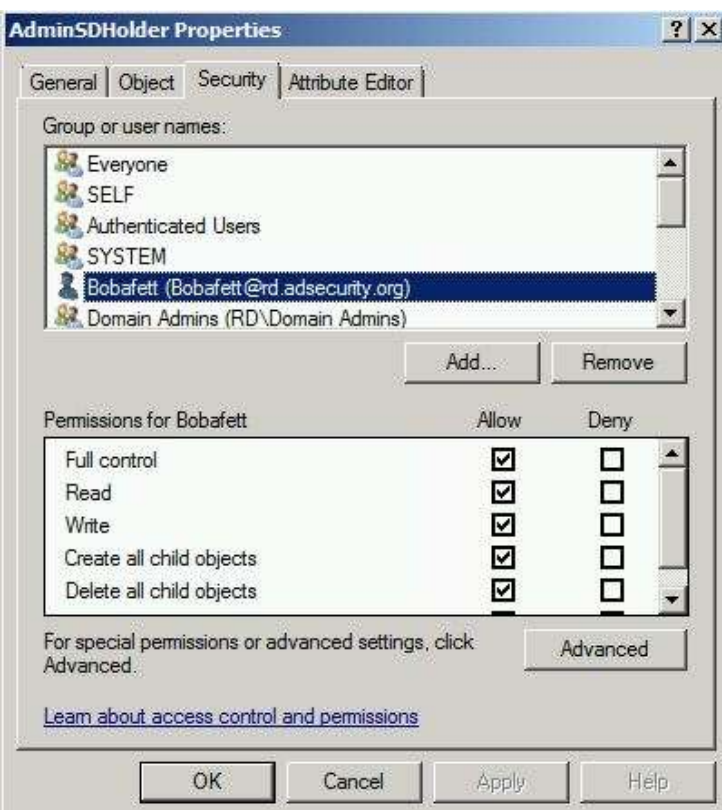 AdminSDHolder Properties
General Object Security Attribute Editor
Group or user names:
Everyone
SELF
Authenticated Users
SYSTEM
Bobafett (Bobafett@rd.adsecurity.org)
Domain Admins (RD\Domain Admins)
Add... Remove
Permissions for Bobafett Allow Deny
Full control
Read
Write
Create all child objects
Delete all child objects
For special permissions or advanced settings, click
Advanced.
Advanced
Learn about access control and permissions
OK Cancel Apply Help